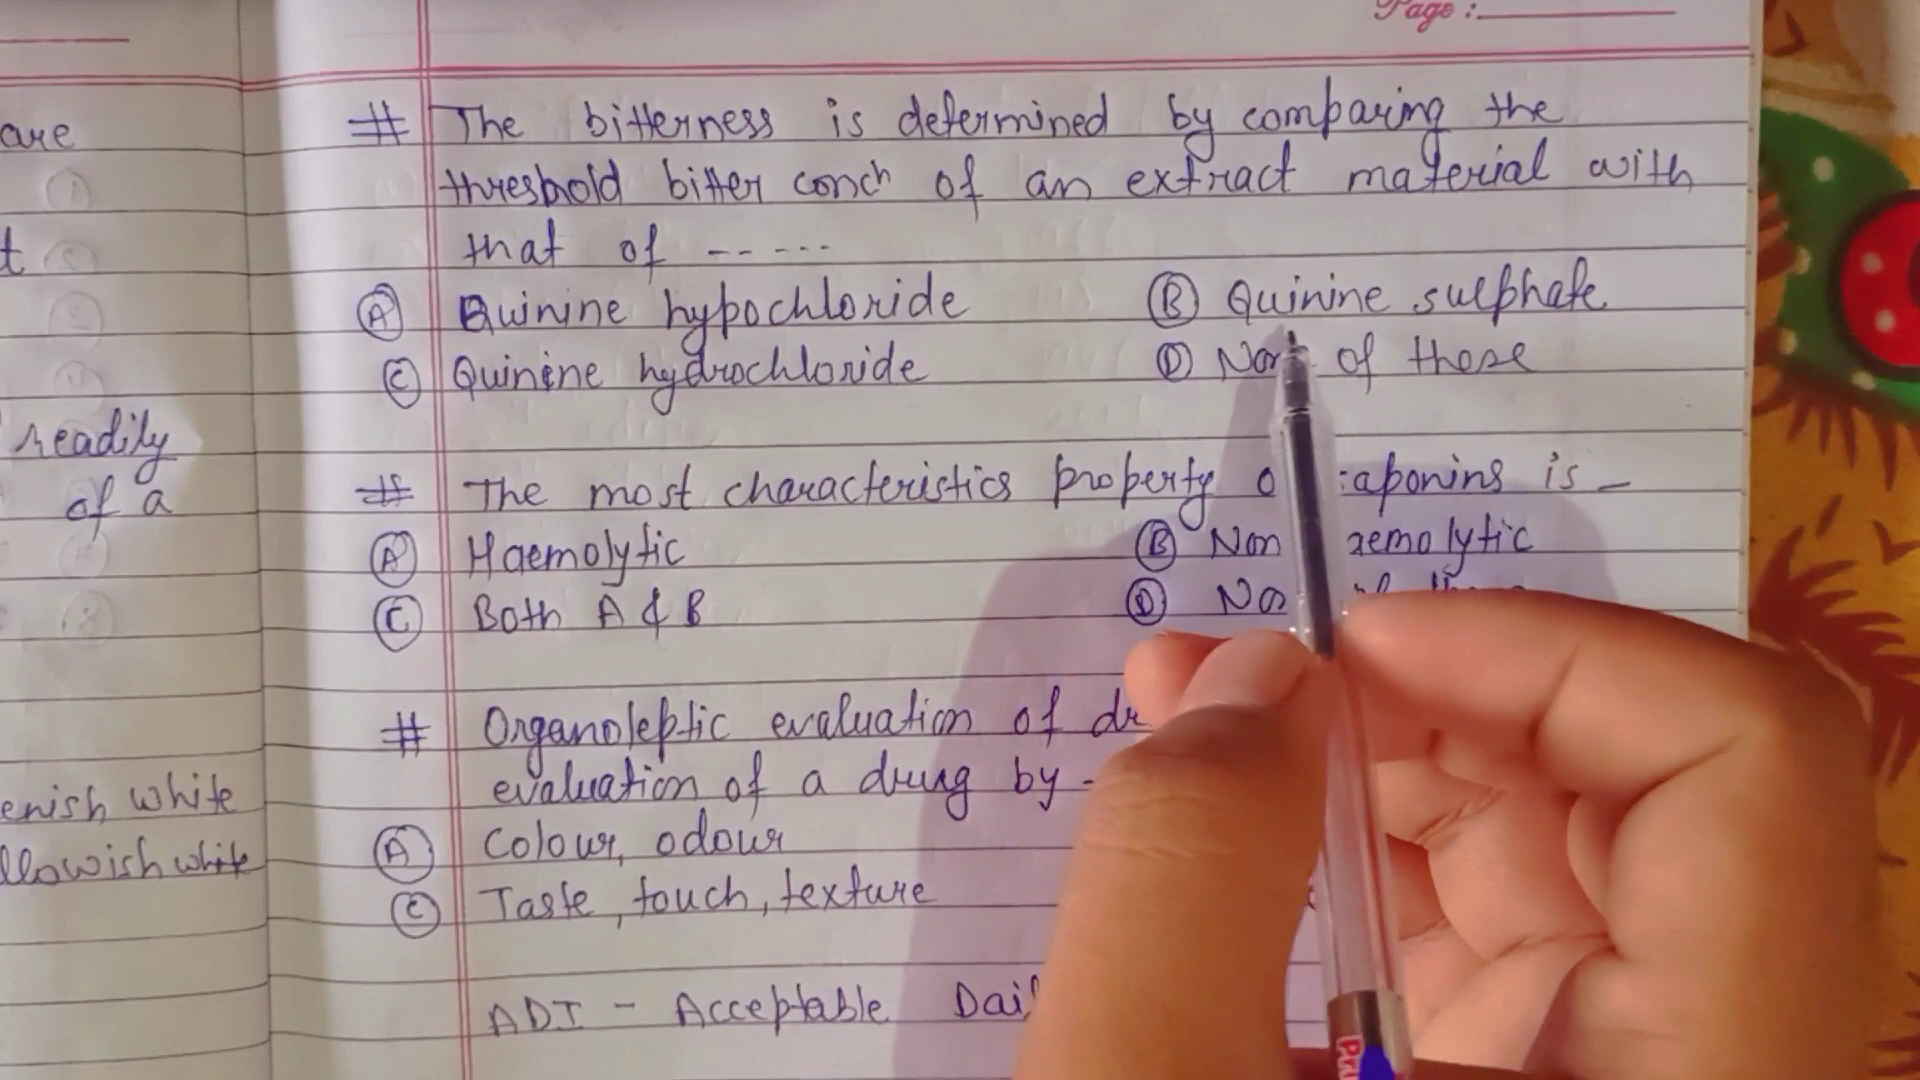 Page :
are
t
readily
of a
enish white
llowish white
# The bitterness is determined by comparing the
threshold bitter concn of an extract material with
that of -- ---
(A) Quinine hypochloride (B) Quinine sulphate
(C) Quinine hydrochloride (D) None of these
# The most characteristics property o aponins is _
(A) Haemolytic (B) Non aemolytic
(C) Both A & B (D) No
# Organoleptic evaluation of dr
evaluation of a drug by -
(A) Colour, odour
(C) Taste, touch, texture
ADI - Acceptable Dail